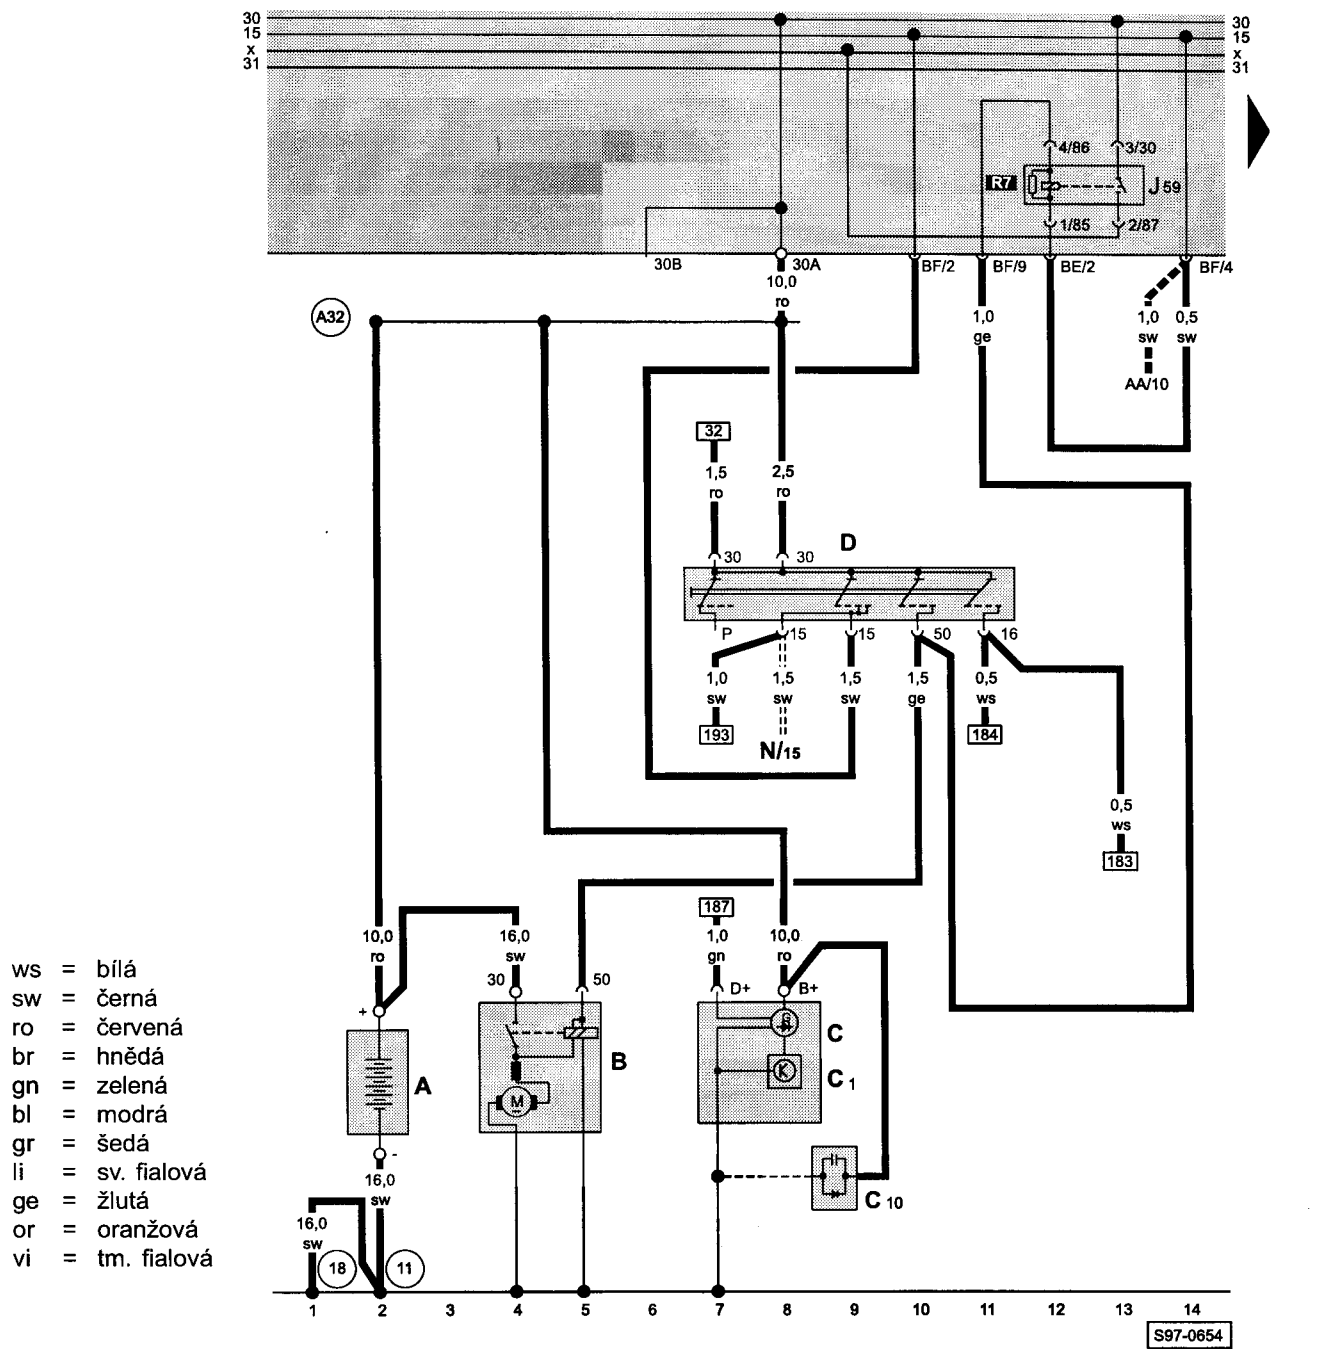 30 30
15 15
x x
31 31
4/86 3/30
R7 J 59
1/85 2/87
30B 30A BF/2 BF/9 BE/2 BF/4
10,0
ro
A32
1,0 1,0 0,5
ge sw sw
AA/10
32
1,5 2,5
ro ro
D
30 30
P 15 15 50 16
1,0 1,5 1,5 1,5 0,5
sw sw sw ge ws
193 184
N/15
0,5
ws
183
187
10,0 16,0 1,0 10,0
ro sw gn ro
30 50 D+ B+
+
G
C
B
K
C 1
A
M
-
16,0
sw
C 10
16,0
sw
18 11
ws = bílá
sw = černá
ro = červená
br = hnědá
gn = zelená
bl = modrá
gr = šedá
li = sv. fialová
ge = žlutá
or = oranžová
vi = tm. fialová
1 2 3 4 5 6 7 8 9 10 11 12 13 14
S97-0654